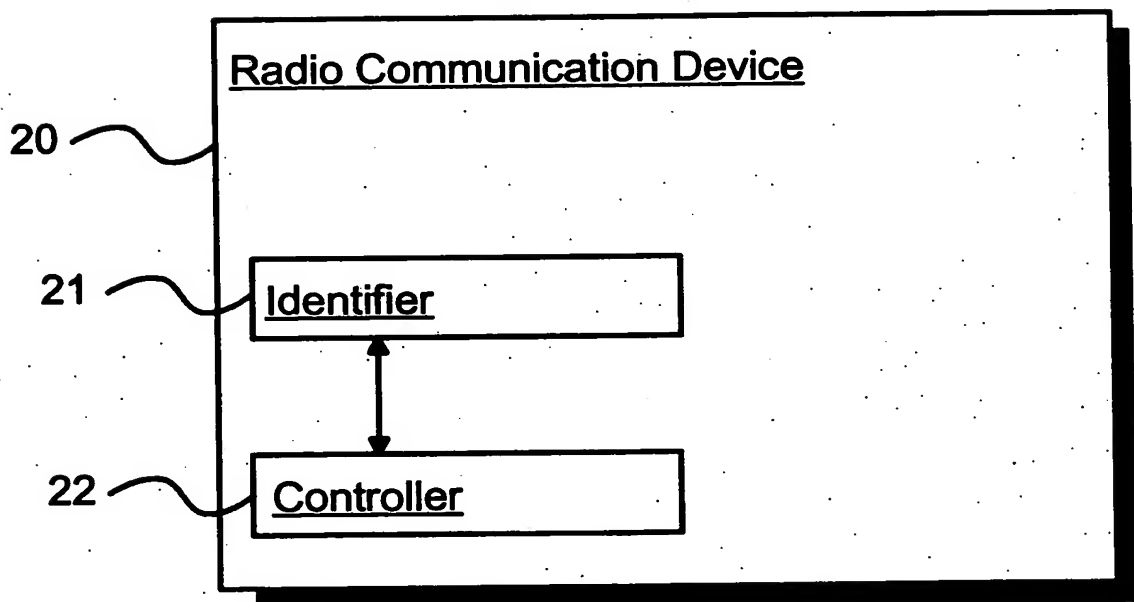 Radio Communication Device
20
21
Identifier
22
Controller